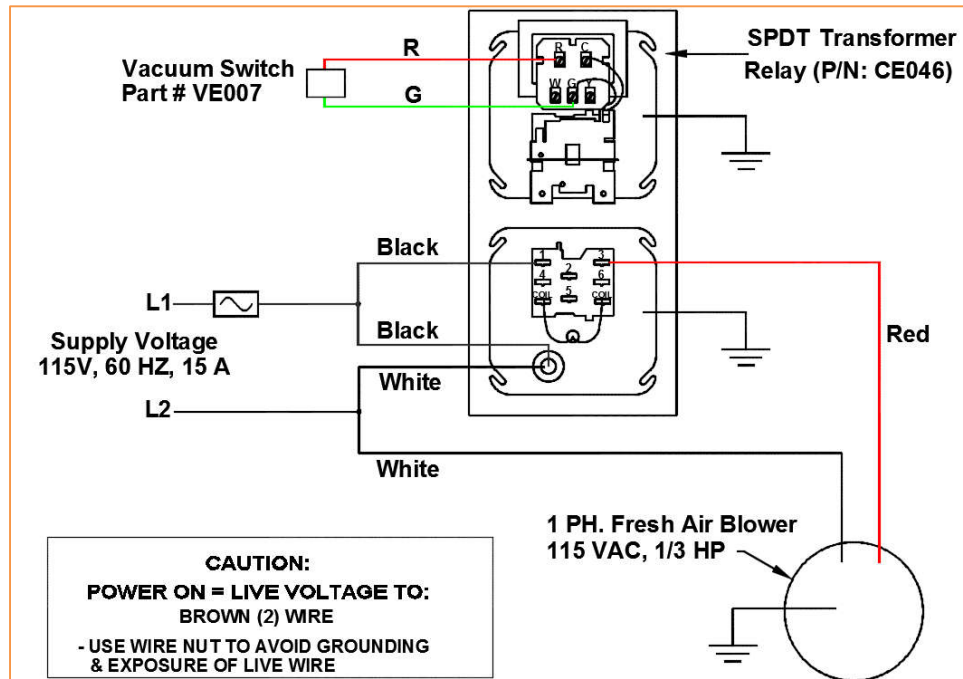 SPDT Transformer
Relay (P/N: CE046)
Vacuum Switch
Part # VE007
R
G
R C
W G Y
Black
1 3
2
4 6
5
COIL COIL
L1
Black
Supply Voltage
115V, 60 HZ, 15 A
Red
White
L2
White
1 PH. Fresh Air Blower
115 VAC, 1/3 HP
CAUTION:
POWER ON = LIVE VOLTAGE TO:
BROWN (2) WIRE
- USE WIRE NUT TO AVOID GROUNDING
& EXPOSURE OF LIVE WIRE